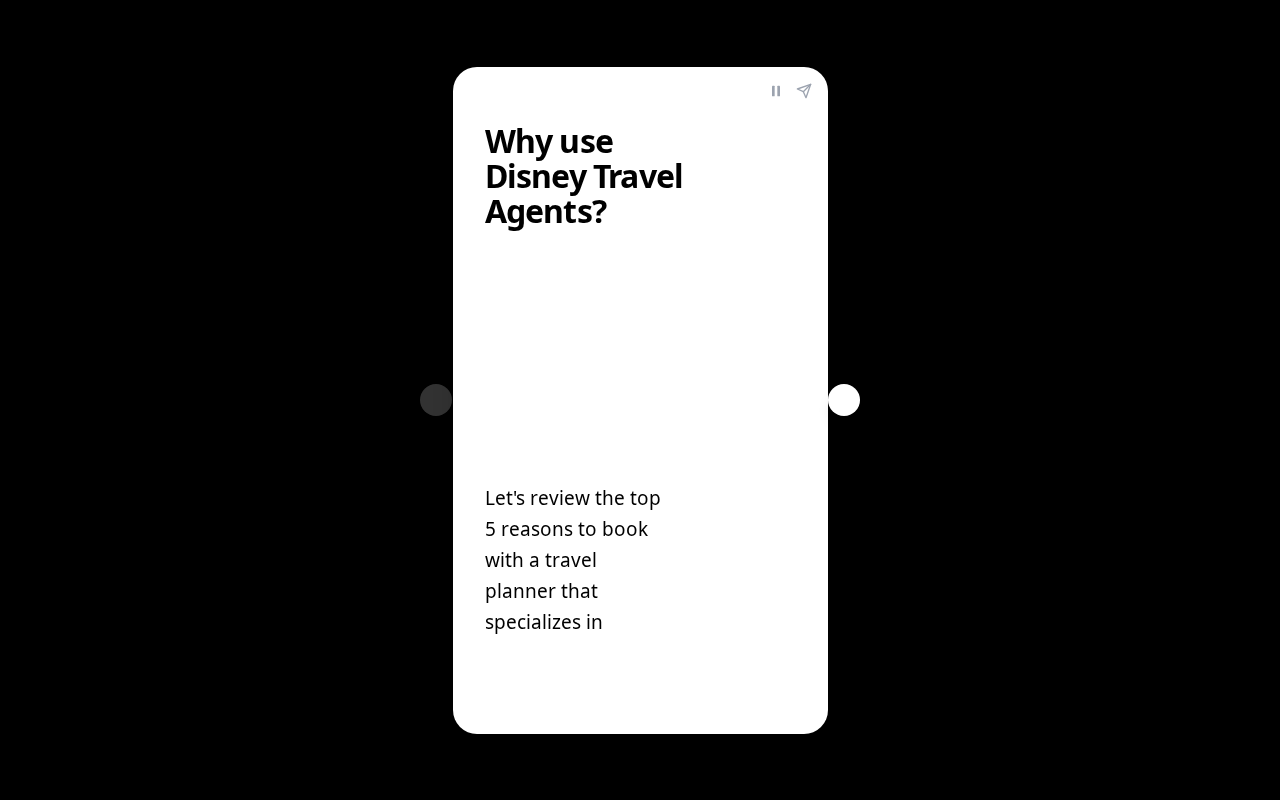 Why use
Disney Travel
Agents?
Let's review the top
5 reasons to book
with a travel
planner that
specializes in